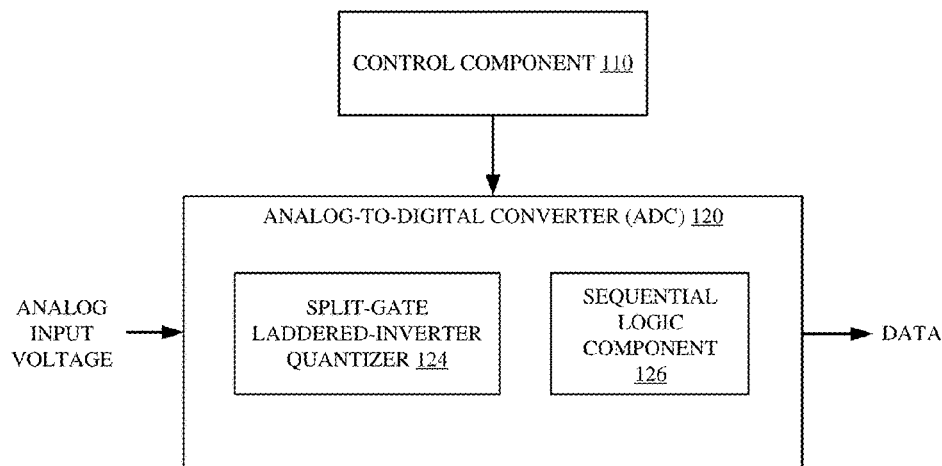 CONTROL COMPONENT 110
ANALOG-TO-DIGITAL CONVERTER (ADC) 120
ANALOG
INPUT
VOLTAGE
SPLIT-GATE
LADDERED-INVERTER
QUANTIZER 124
SEQUENTIAL
LOGIC
COMPONENT
126
DATA